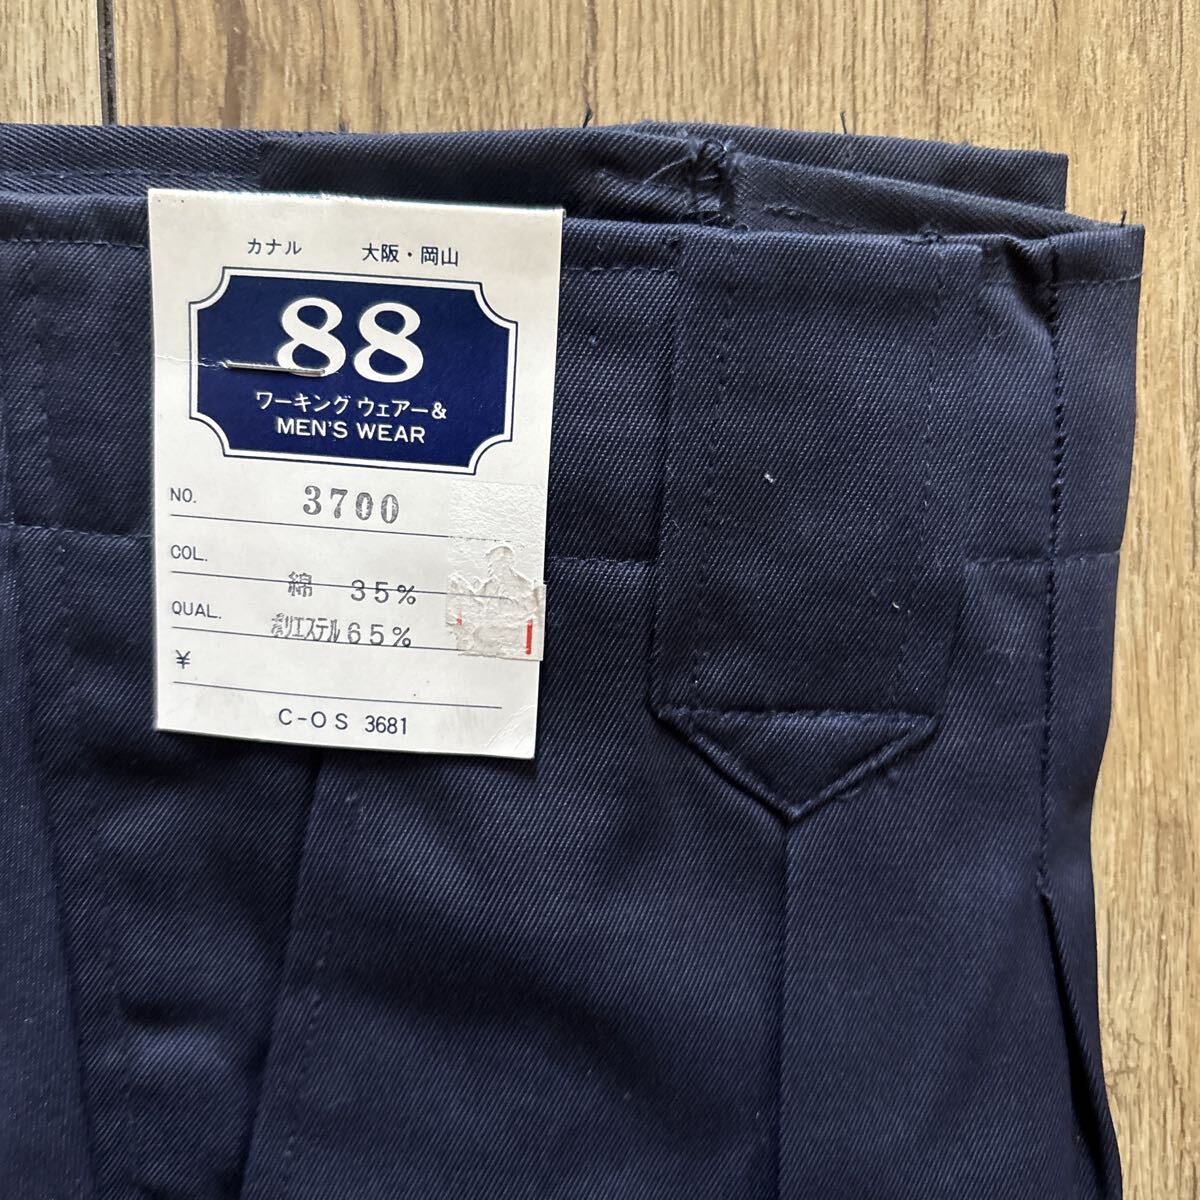 カナル 大阪・岡山
88
ワーキング ウェアー&
MEN'S WEAR
NO. 3700
COL.
綿 35%
QUAL.
ポリエステル65%
¥
C-OS 3681